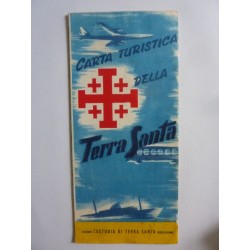 CARTA TURISTICA
DELLA
Terra Santa
CUSTODIA DI TERRA SANTA